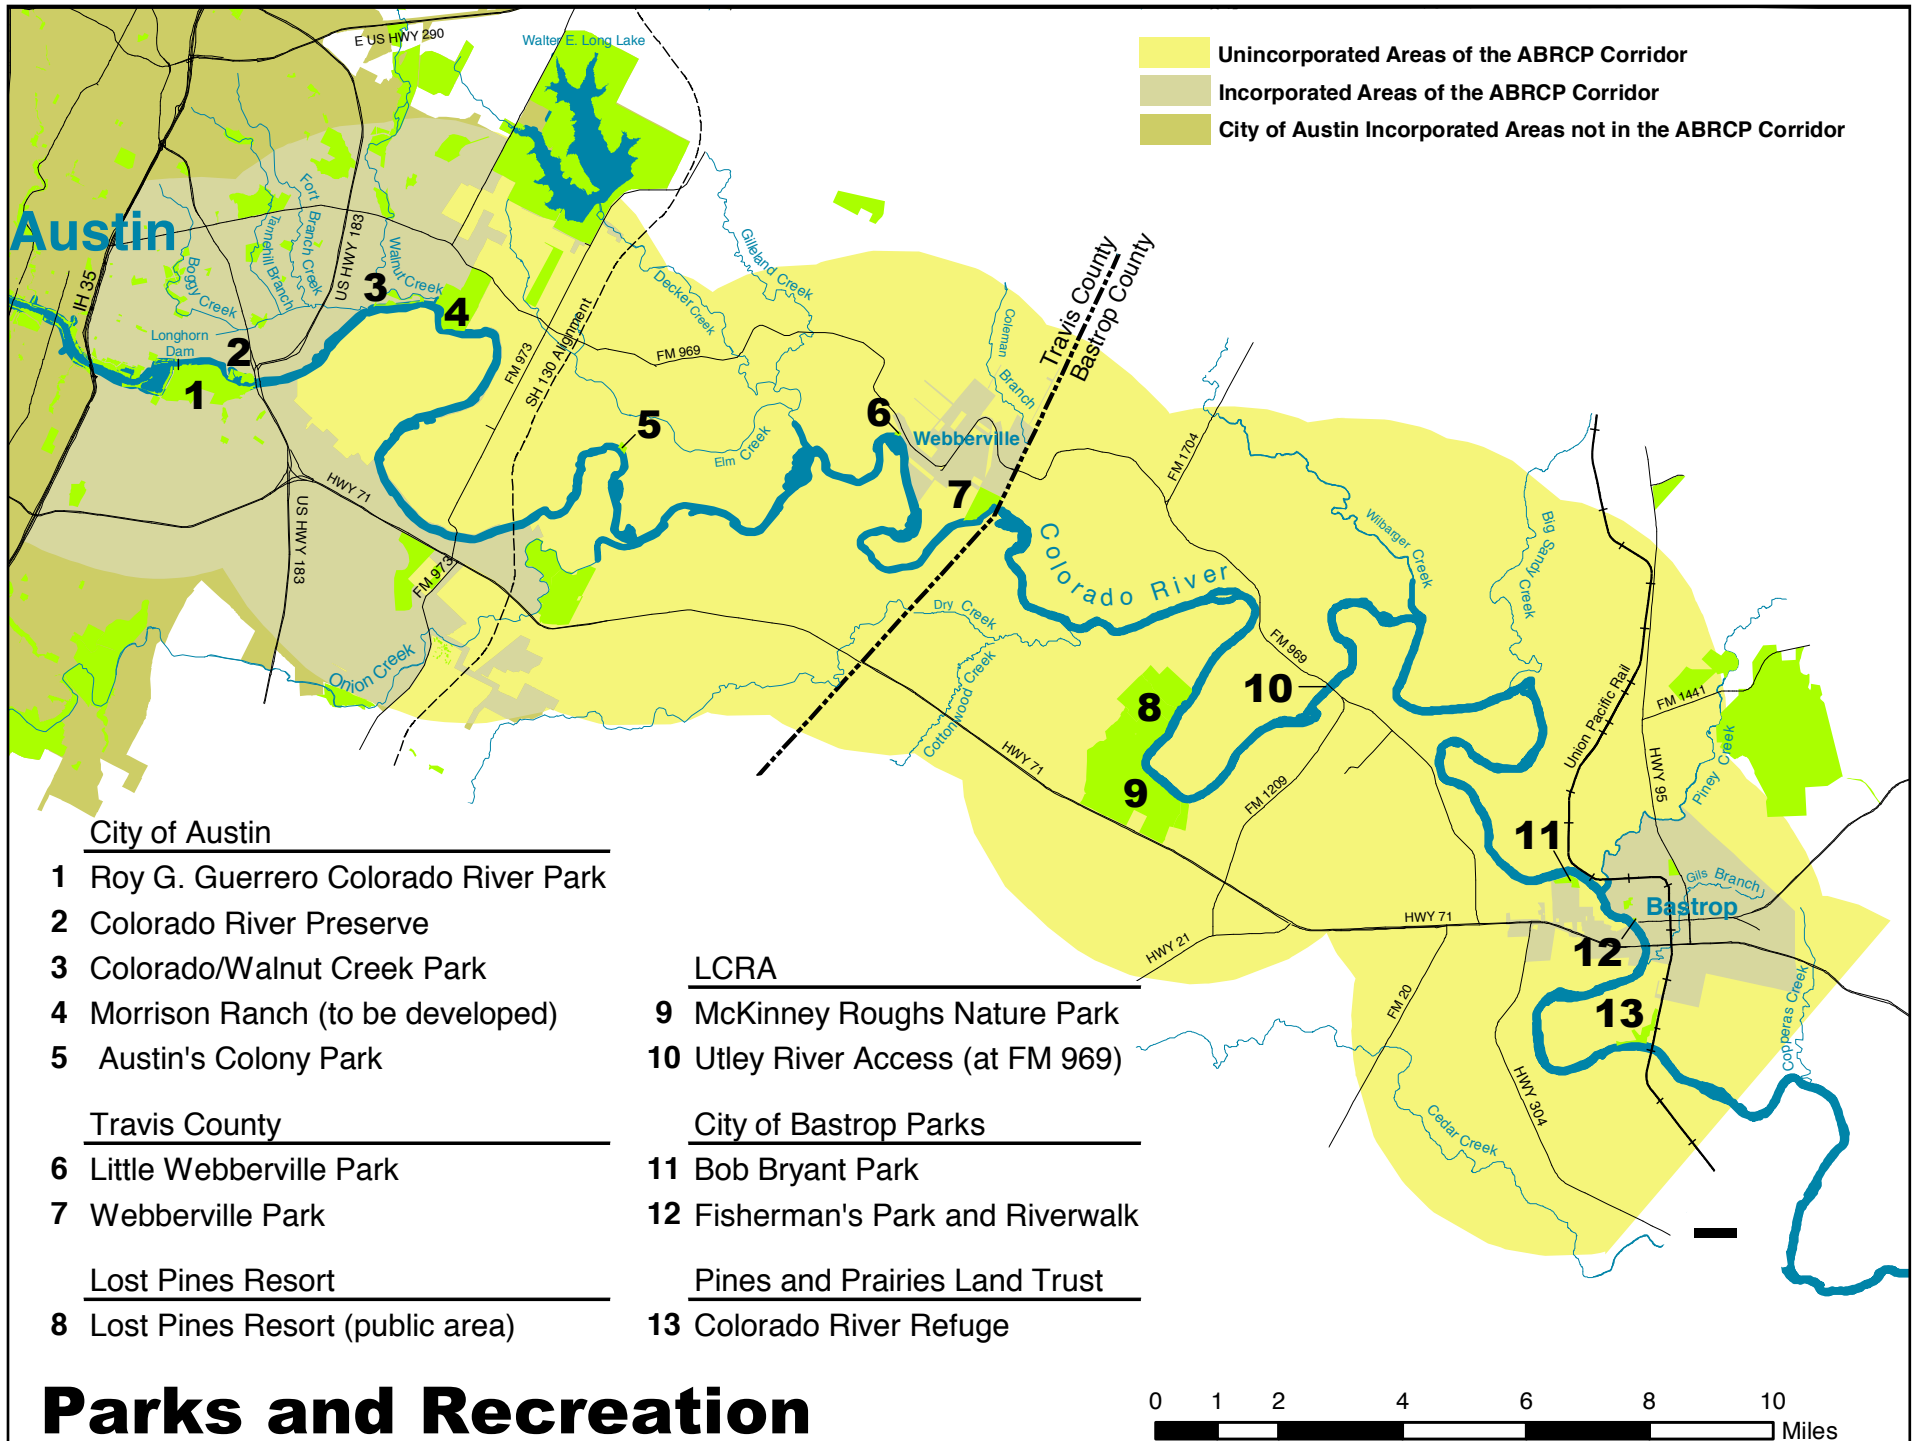 E US HWY 290
Walter E. Long Lake
Unincorporated Areas of the ABRCP Corridor
Incorporated Areas of the ABRCP Corridor
City of Austin Incorporated Areas not in the ABRCP Corridor
Austin
IH 35
Boggy Creek
Tannehill Branch
Fort Branch Creek
US HWY 183
Walnut Creek
Longhorn
Dam
1
2
3
4
FM 973
SH 130 Alignment
Decker Creek
Gilleland Creek
FM 969
Elm Creek
5
6
Coleman Branch
Webberville
7
Travis County
Bastrop County
HWY 71
US HWY 183
FM 973
Onion Creek
Colorado River
Dry Creek
Cottonwood Creek
HWY 71
FM 1704
Wilbarger Creek
Big Sandy Creek
FM 969
8
9
10
FM 1209
Union Pacific Rail
FM 1441
HWY 95
Piney Creek
11
Gils Branch
Bastrop
12
13
HWY 71
HWY 21
FM 20
HWY 304
Cedar Creek
Copperas Creek
City of Austin
1 Roy G. Guerrero Colorado River Park
2 Colorado River Preserve
3 Colorado/Walnut Creek Park
4 Morrison Ranch (to be developed)
5 Austin's Colony Park
Travis County
6 Little Webberville Park
7 Webberville Park
Lost Pines Resort
8 Lost Pines Resort (public area)
LCRA
9 McKinney Roughs Nature Park
10 Utley River Access (at FM 969)
City of Bastrop Parks
11 Bob Bryant Park
12 Fisherman's Park and Riverwalk
Pines and Prairies Land Trust
13 Colorado River Refuge
Parks and Recreation
0 1 2 4 6 8 10
Miles